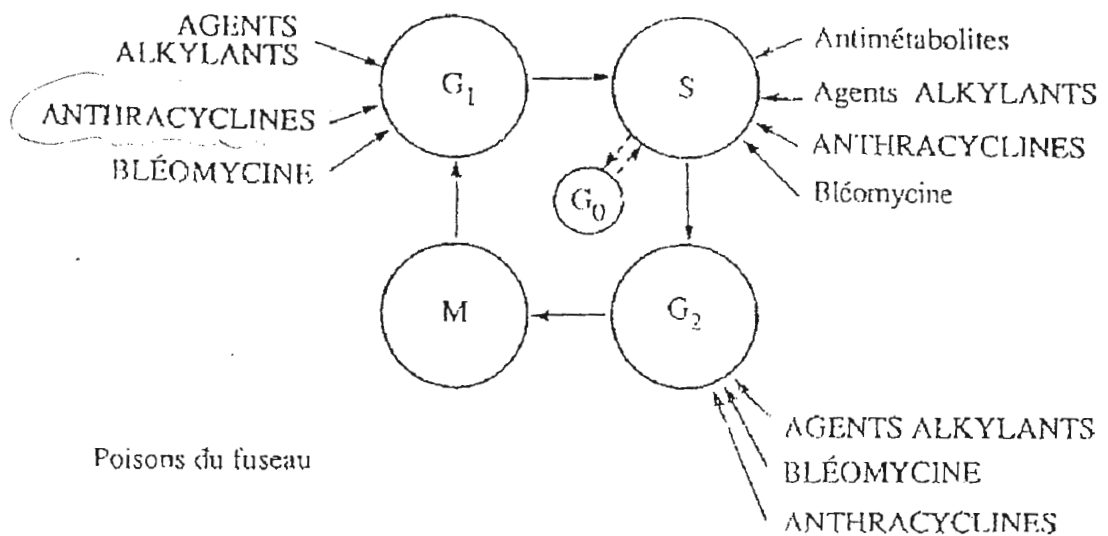 AGENTS
ALKYLANTS
ANTHRACYCLINES
BLÉOMYCINE
G1
S
G0
M
G2
Antimétabolites
Agents ALKYLANTS
ANTHRACYCLINES
Bléomycine
Poisons du fuseau
AGENTS ALKYLANTS
BLÉOMYCINE
ANTHRACYCLINES